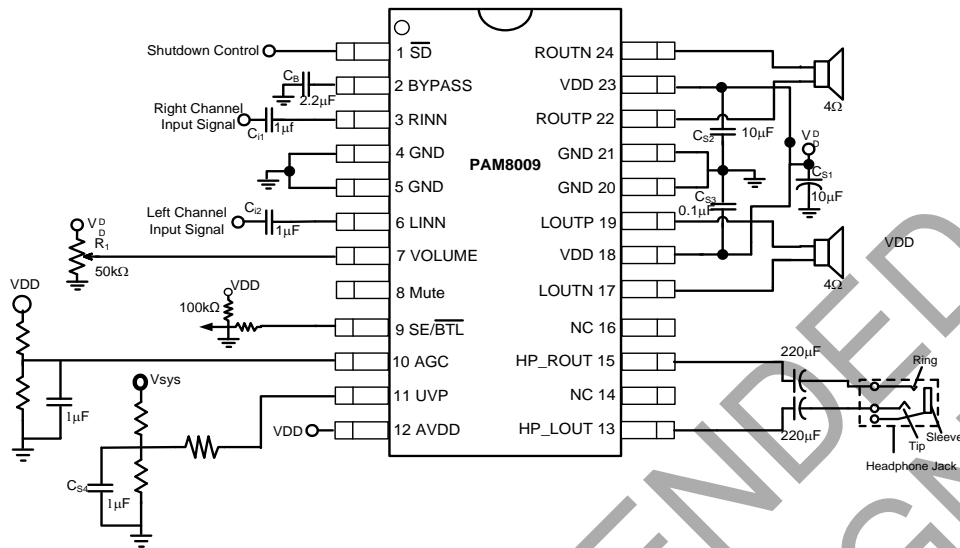 Shutdown Control
1 SD
ROUTN 24
CB
2.2µF
2 BYPASS
VDD 23
4Ω
Right Channel
Input Signal
Ci1
1µf
3 RINN
ROUTP 22
CS2
10µF
VDD
4 GND
PAM8009
GND 21
CS1
10µF
5 GND
GND 20
CS3
0.1µF
Left Channel
Input Signal
Ci2
1µF
6 LINN
LOUTP 19
VDD
R1
50kΩ
7 VOLUME
VDD 18
VDD
VDD
8 Mute
LOUTN 17
4Ω
100kΩ
VDD
9 SE/BTL
NC 16
10 AGC
HP_ROUT 15
220µF
Ring
1µF
Vsys
11 UVP
NC 14
VDD
12 AVDD
HP_LOUT 13
220µF
Tip
Sleeve
Headphone Jack
CS4
1µF
ENDED